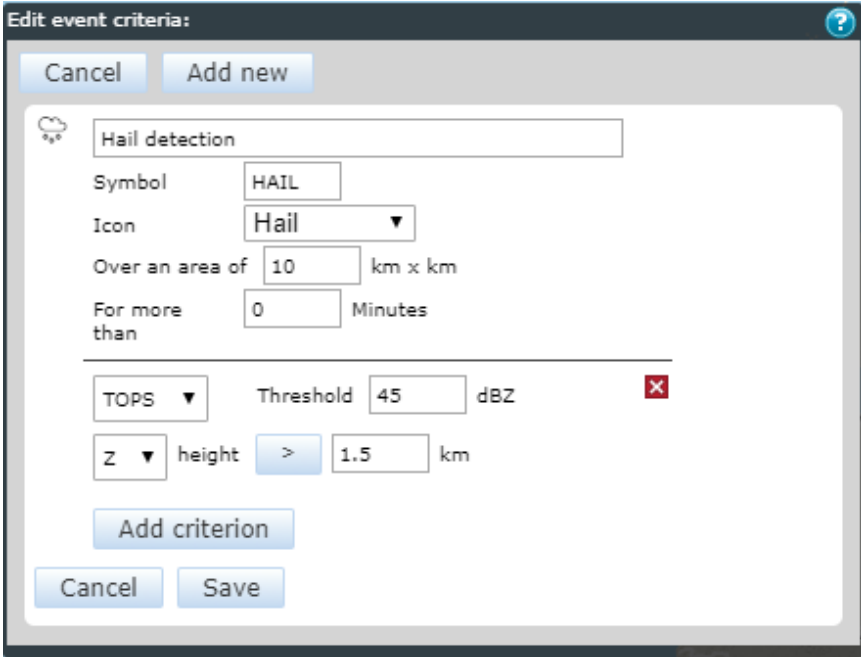 Edit event criteria: ?
Cancel Add new
Hail detection
Symbol HAIL
Icon Hail ▼
Over an area of 10 km x km
For more than 0 Minutes
TOPS ▼ Threshold 45 dBZ
Z ▼ height > 1.5 km
Add criterion
Cancel Save